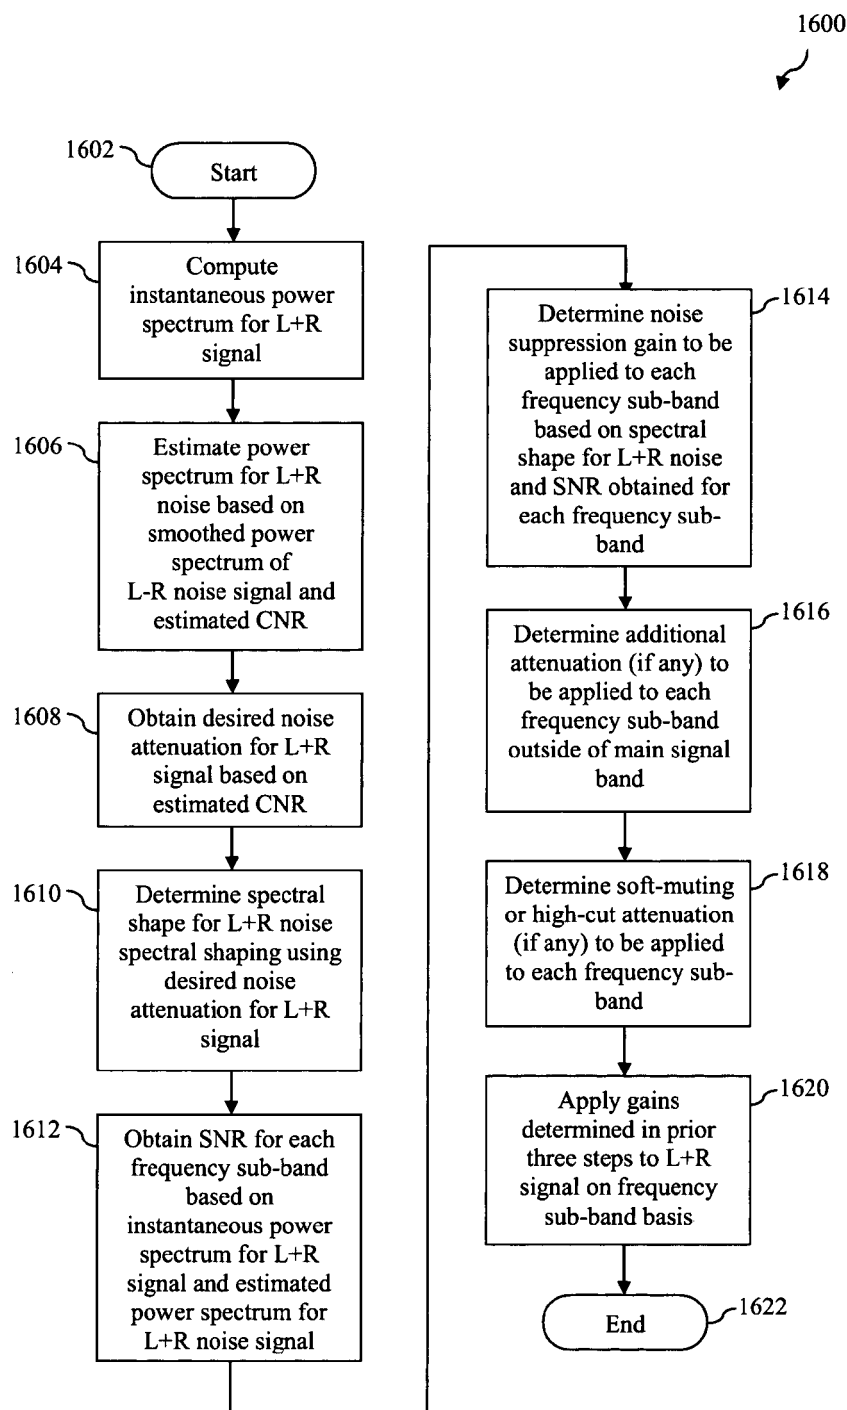 1600
1602
Start
1604
Compute
instantaneous power
spectrum for L+R
signal
1606
Estimate power
spectrum for L+R
noise based on
smoothed power
spectrum of
L-R noise signal and
estimated CNR
1608
Obtain desired noise
attenuation for L+R
signal based on
estimated CNR
1610
Determine spectral
shape for L+R noise
spectral shaping using
desired noise
attenuation for L+R
signal
1612
Obtain SNR for each
frequency sub-band
based on
instantaneous power
spectrum for L+R
signal and estimated
power spectrum for
L+R noise signal
1614
Determine noise
suppression gain to be
applied to each
frequency sub-band
based on spectral
shape for L+R noise
and SNR obtained for
each frequency sub-
band
1616
Determine additional
attenuation (if any) to
be applied to each
frequency sub-band
outside of main signal
band
1618
Determine soft-muting
or high-cut attenuation
(if any) to be applied
to each frequency sub-
band
1620
Apply gains
determined in prior
three steps to L+R
signal on frequency
sub-band basis
End
1622